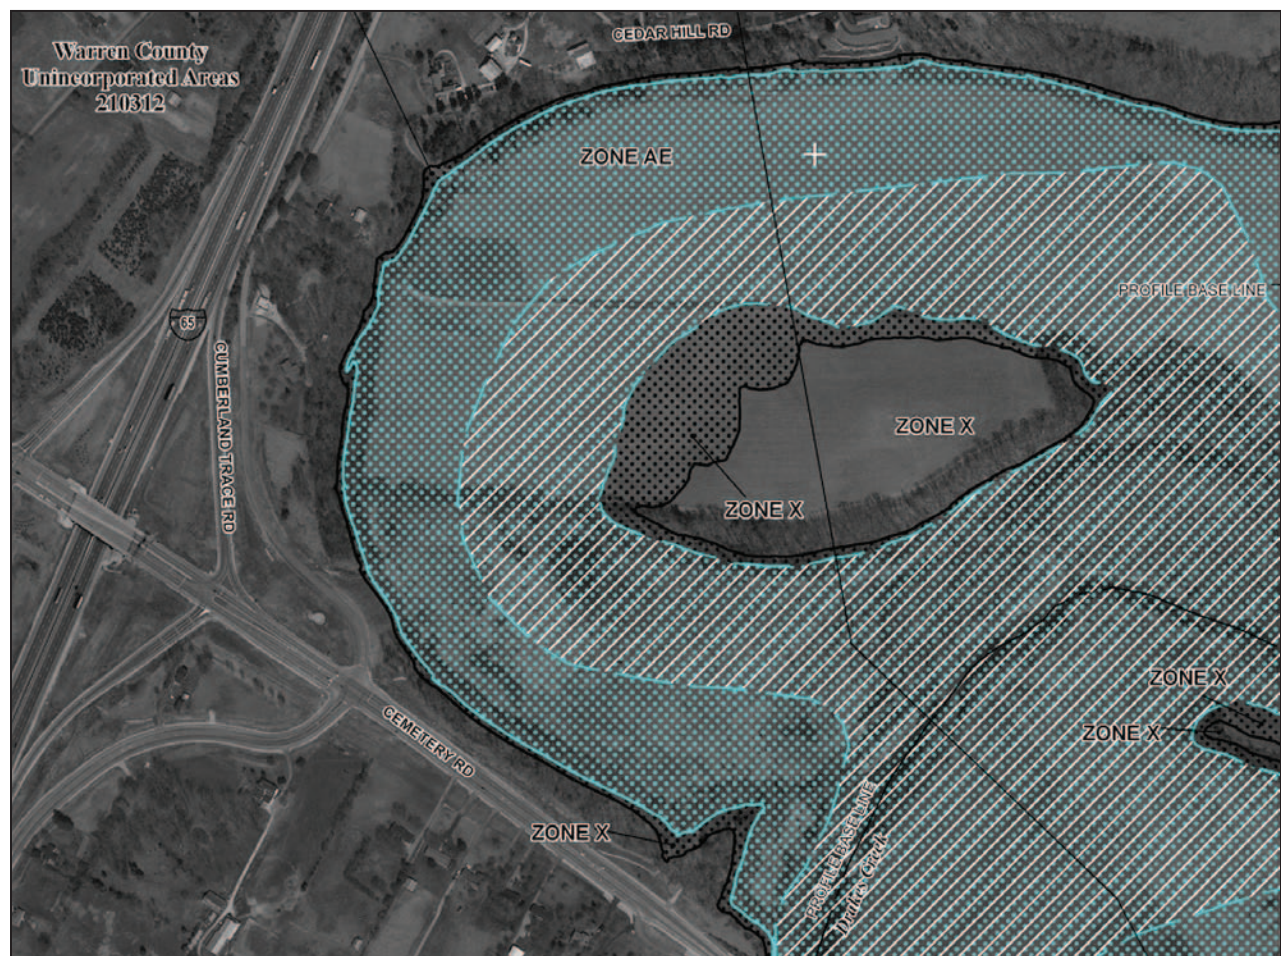 CEDAR HILL RD
Warren County
Unincorporated Areas
210312
ZONE AE
PROFILE BASE LINE
65
CUMBERLAND TRACE RD
ZONE X
ZONE X
ZONE X
ZONE X
CEMETERY RD
ZONE X
PROFILE BASE LINE
Drakes Creek